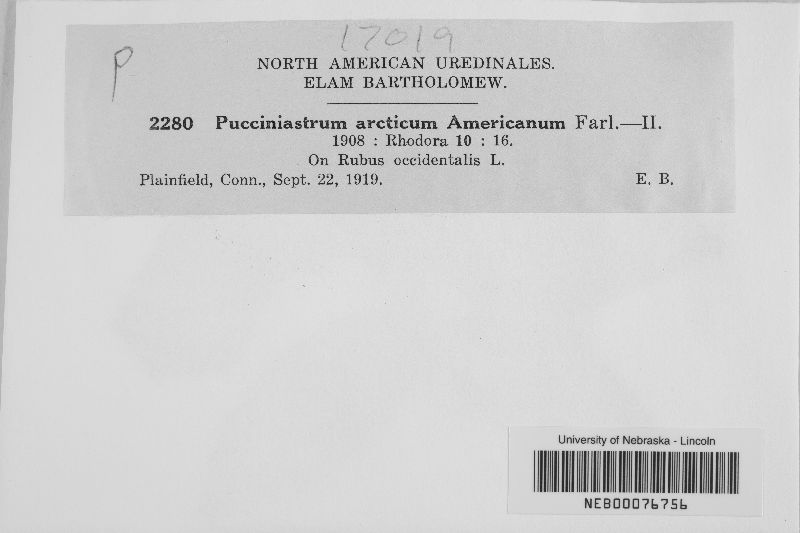 17019
P
NORTH AMERICAN UREDINALES.
ELAM BARTHOLOMEW.
2280 Pucciniastrum arcticum Americanum Farl.—II.
1908 : Rhodora 10 : 16.
On Rubus occidentalis L.
Plainfield, Conn., Sept. 22, 1919. E. B.
University of Nebraska - Lincoln
NEB00076756